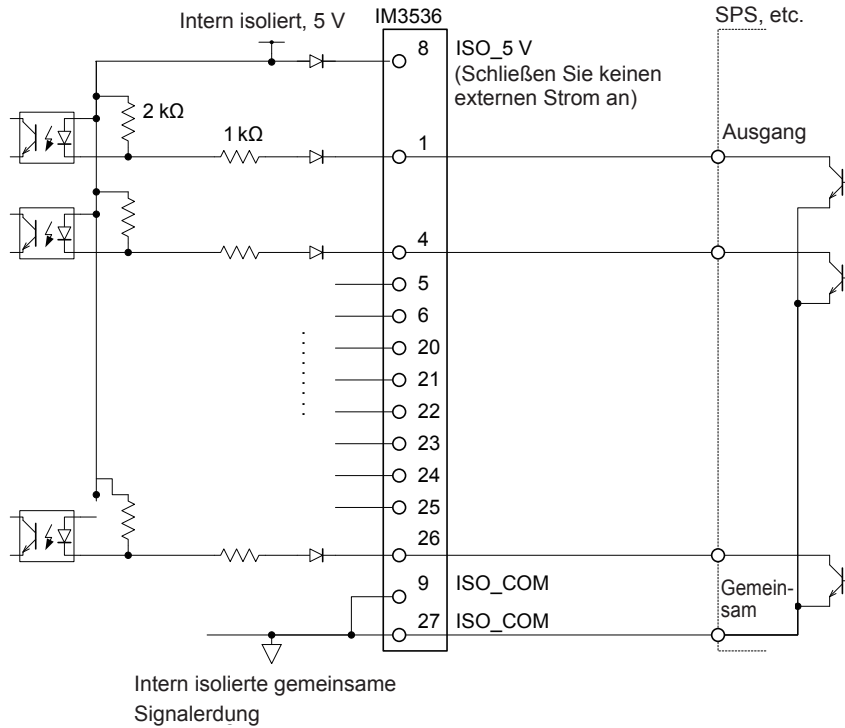 Intern isoliert, 5 V
IM3536
SPS, etc.
8
ISO_5 V
(Schließen Sie keinen
externen Strom an)
2 kΩ
1 kΩ
1
Ausgang
4
5
6
20
21
22
23
24
25
26
9
ISO_COM
Gemein-
sam
27
ISO_COM
Intern isolierte gemeinsame
Signalerdung